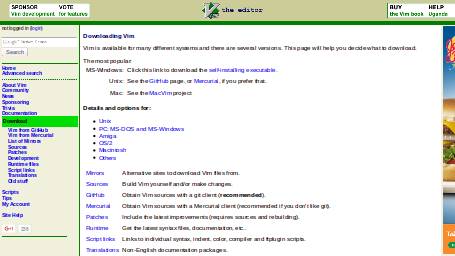 SPONSOR VOTE
Vim development for features
the editor
BUY HELP
the Vim book Uganda
not logged in (login)
Search
Home
Advanced search
About Vim
Community
News
Sponsoring
Trivia
Documentation
Download
Vim from GitHub
Vim from Mercurial
List of Mirrors
Sources
Patches
Development
Runtime files
Script links
Translations
Old stuff
Scripts
Tips
My Account
Site Help
Downloading Vim
Vim is available for many different systems and there are several versions. This page will help you decide what to download.
The most popular:
MS-Windows: Click this link to download the self-installing executable.
Unix: See the GitHub page, or Mercurial, if you prefer that.
Mac: See the MacVim project
Details and options for:
Unix
PC: MS-DOS and MS-Windows
Amiga
OS/2
Macintosh
Others
Mirrors Alternative sites to download Vim files from.
Sources Build Vim yourself and/or make changes.
GitHub Obtain Vim sources with a git client (recommended).
Mercurial Obtain Vim sources with a Mercurial client (recommended if you don't like git).
Patches Include the latest improvements (requires sources and rebuilding).
Runtime Get the latest syntax files, documentation, etc..
Script links Links to individual syntax, indent, color, compiler and ftplugin scripts.
Translations Non-English documentation packages.